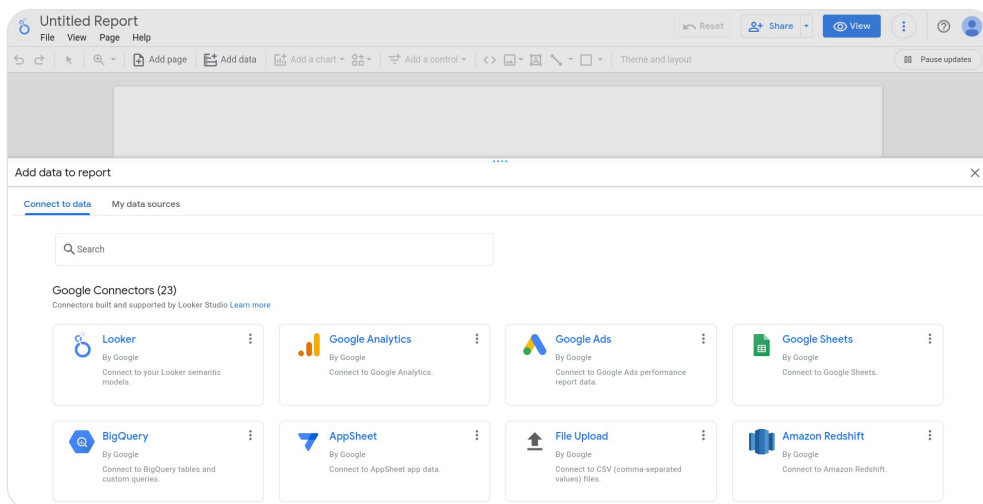 Untitled Report
File View Page Help
Reset
Share
View
Add page
Add data
Add a chart
Add a control
Theme and layout
Pause updates
Add data to report
Connect to data
My data sources
Search
Google Connectors (23)
Connectors built and supported by Looker Studio Learn more
Looker
By Google
Connect to your Looker semantic
models.
Google Analytics
By Google
Connect to Google Analytics.
Google Ads
By Google
Connect to Google Ads performance
report data.
Google Sheets
By Google
Connect to Google Sheets.
BigQuery
By Google
Connect to BigQuery tables and
custom queries.
AppSheet
By Google
Connect to AppSheet app data.
File Upload
By Google
Connect to CSV (comma-separated
values) files.
Amazon Redshift
By Google
Connect to Amazon Redshift.